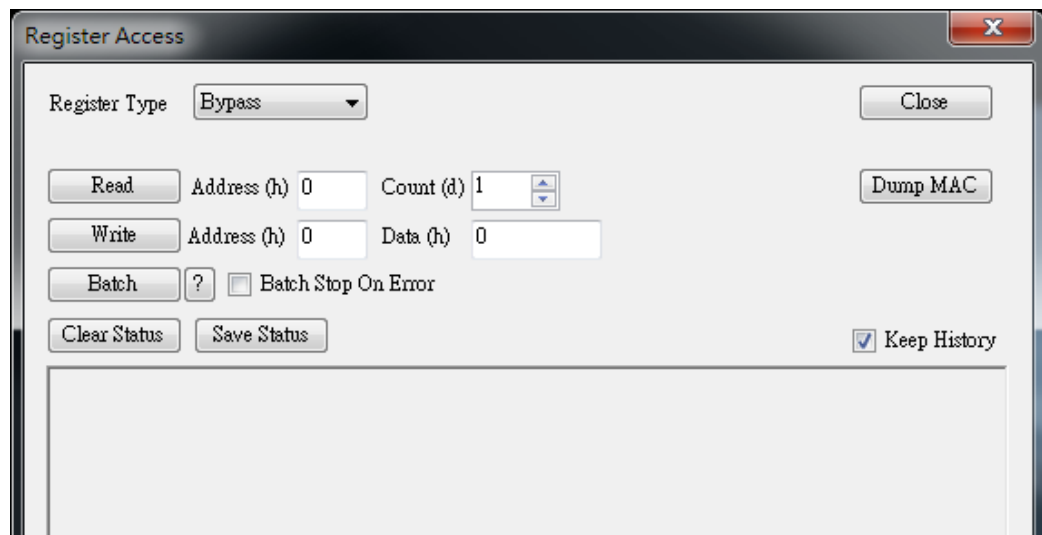 Register Access
Register Type Bypass Close
Read Address (h) 0 Count (d) 1 Dump MAC
Write Address (h) 0 Data (h) 0
Batch ? Batch Stop On Error
Clear Status Save Status Keep History